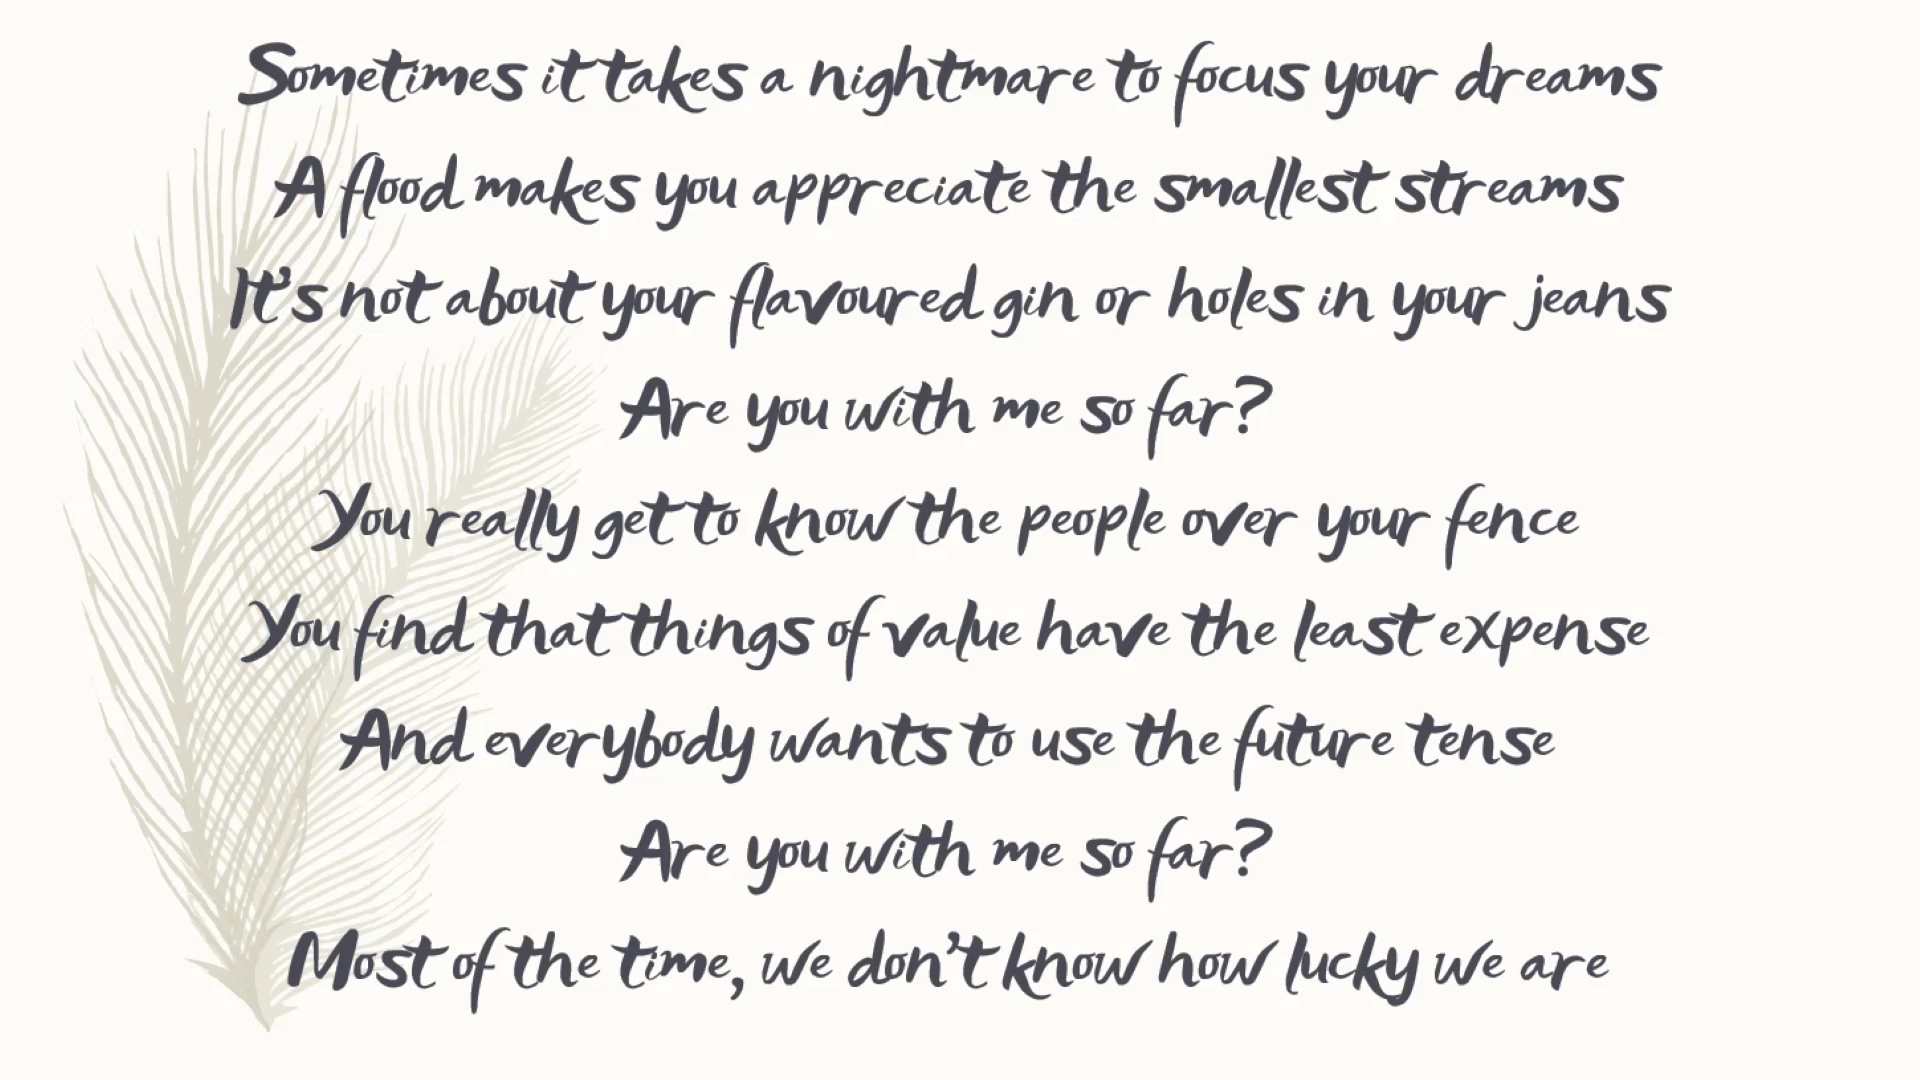 Sometimes it takes a nightmare to focus your dreams
A flood makes you appreciate the smallest streams
It's not about your flavoured gin or holes in your jeans
Are you with me so far?
You really get to know the people over your fence
You find that things of value have the least expense
And everybody wants to use the future tense
Are you with me so far?
Most of the time, we don't know how lucky we are